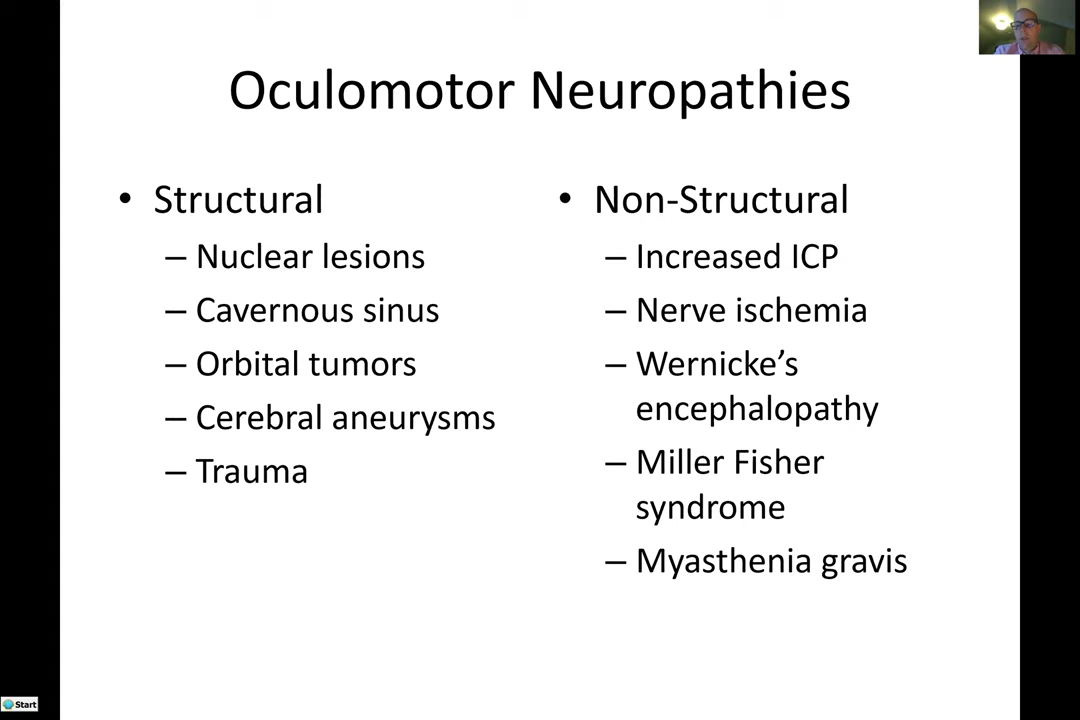 Oculomotor Neuropathies
• Structural
– Nuclear lesions
– Cavernous sinus
– Orbital tumors
– Cerebral aneurysms
– Trauma
• Non-Structural
– Increased ICP
– Nerve ischemia
– Wernicke’s
encephalopathy
– Miller Fisher
syndrome
– Myasthenia gravis
Start